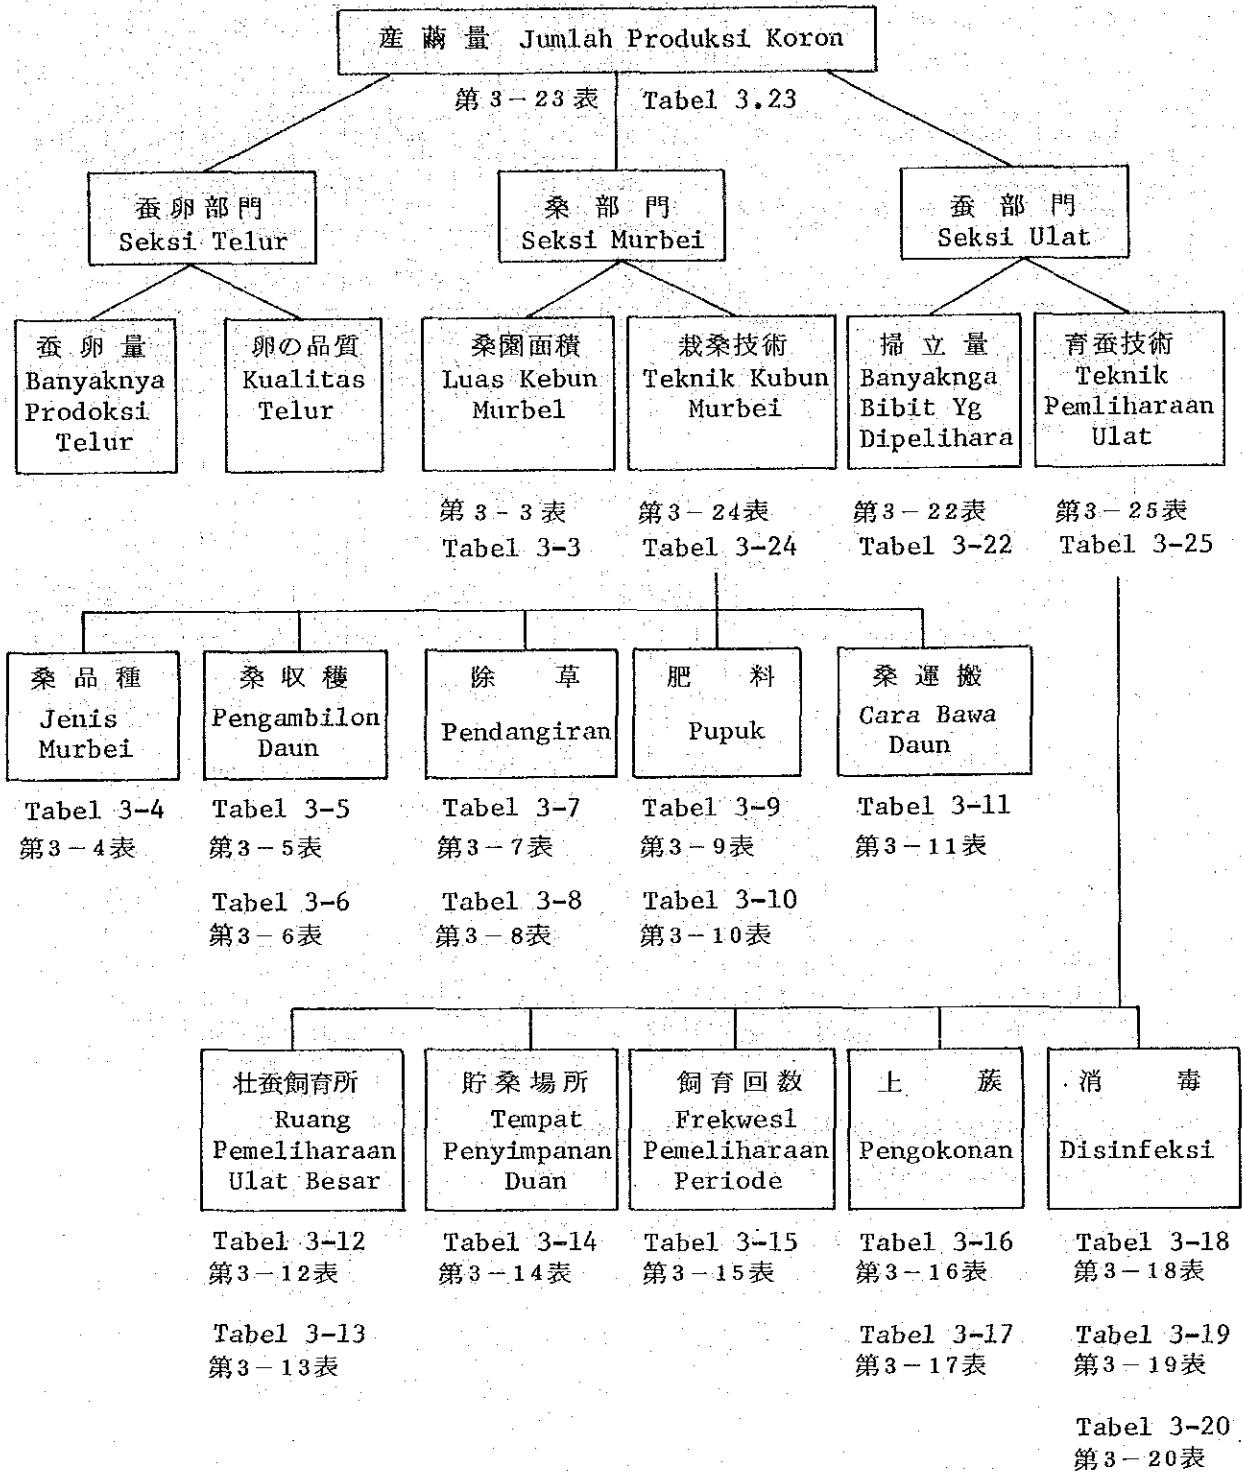 産繭量 Jumlah Produksi Koron
第3-23表 Tabel 3.23
蚕卵部門
Seksi Telur
桑部門
Seksi Murbei
蚕部門
Seksi Ulat
蚕卵量
Banyaknya
Prodoksi
Telur
卵の品質
Kualitas
Telur
桑園面積
Luas Kebun
Murbel
栽桑技術
Teknik Kubun
Murbei
掃立量
Banyaknga
Bibit Yg
Dipelihara
育蚕技術
Teknik
Pemliharaan
Ulat
第3-3表
Tabel 3-3
第3-24表
Tabel 3-24
第3-22表
Tabel 3-22
第3-25表
Tabel 3-25
桑品種
Jenis
Murbei
桑収穫
Pengambilon
Daun
除草
Pendangiran
肥料
Pupuk
桑運搬
Cara Bawa
Daun
Tabel 3-4
第3-4表
Tabel 3-5
第3-5表
Tabel 3-6
第3-6表
Tabel 3-7
第3-7表
Tabel 3-8
第3-8表
Tabel 3-9
第3-9表
Tabel 3-10
第3-10表
Tabel 3-11
第3-11表
壮蚕飼育所
Ruang
Pemeliharaan
Ulat Besar
貯桑場所
Tempat
Penyimpanan
Duan
飼育回数
Frekwesl
Pemeliharaan
Periode
上蔟
Pengokonan
消毒
Disinfeksi
Tabel 3-12
第3-12表
Tabel 3-13
第3-13表
Tabel 3-14
第3-14表
Tabel 3-15
第3-15表
Tabel 3-16
第3-16表
Tabel 3-17
第3-17表
Tabel 3-18
第3-18表
Tabel 3-19
第3-19表
Tabel 3-20
第3-20表